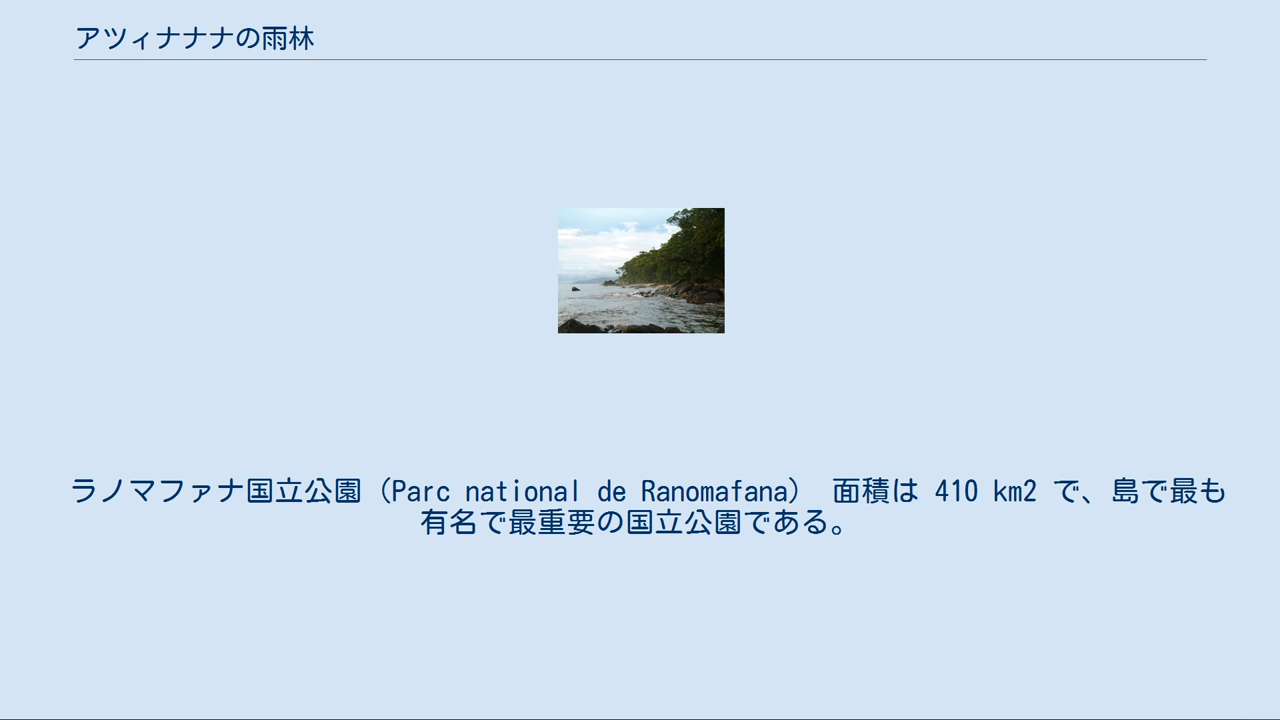 アツィナナナの雨林
ラノマファナ国立公園（Parc national de Ranomafana） 面積は 410 km2 で、島で最も
有名で最重要の国立公園である。